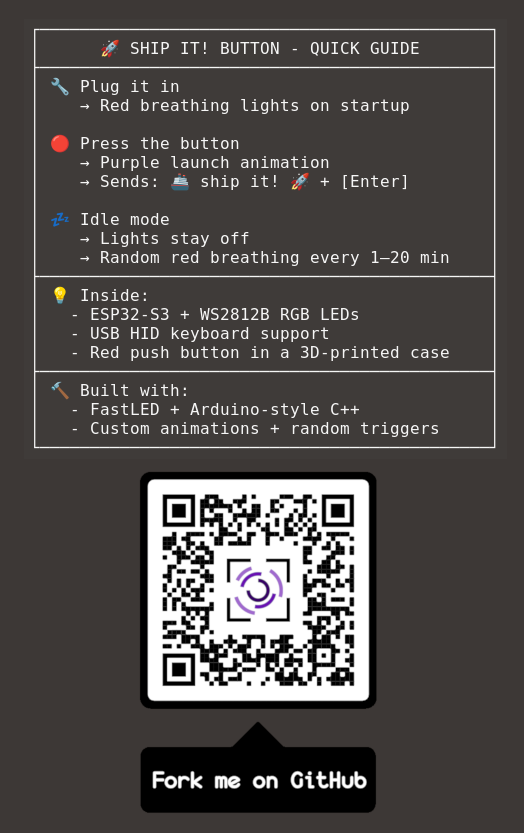 🚀 SHIP IT! BUTTON - QUICK GUIDE
🔧 Plug it in
→ Red breathing lights on startup
🔴 Press the button
→ Purple launch animation
→ Sends: 🚢 ship it! 🚀 + [Enter]
💤 Idle mode
→ Lights stay off
→ Random red breathing every 1–20 min
💡 Inside:
- ESP32-S3 + WS2812B RGB LEDs
- USB HID keyboard support
- Red push button in a 3D-printed case
🔨 Built with:
- FastLED + Arduino-style C++
- Custom animations + random triggers
Fork me on GitHub